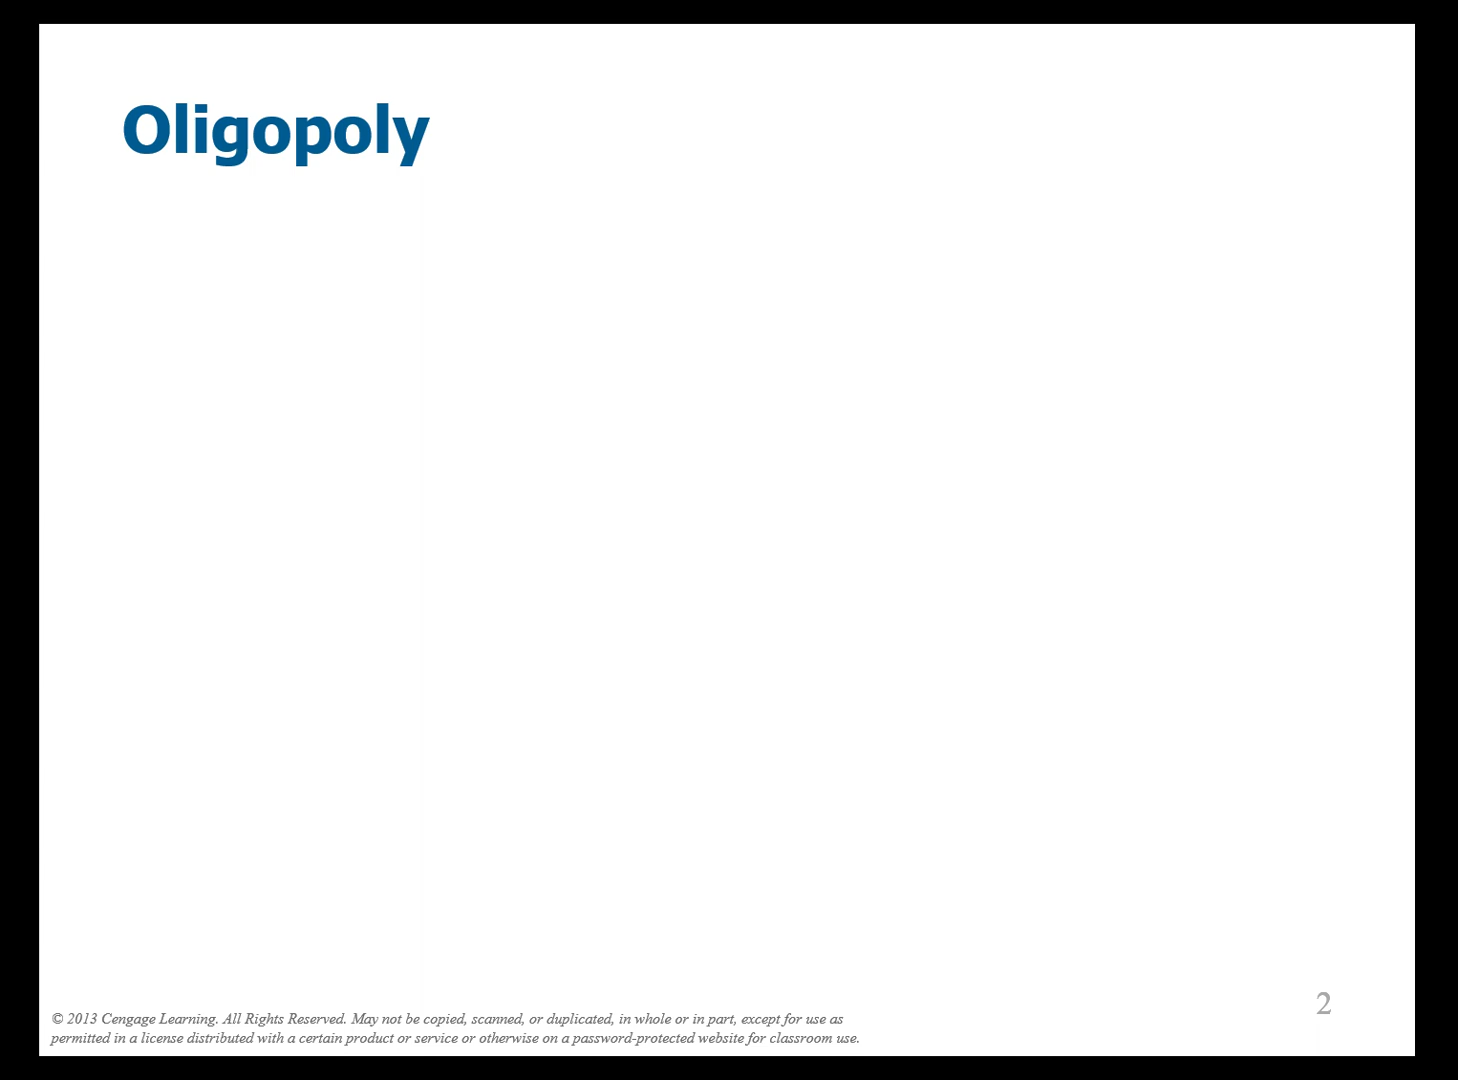 Oligopoly
2
© 2013 Cengage Learning. All Rights Reserved. May not be copied, scanned, or duplicated, in whole or in part, except for use as
permitted in a license distributed with a certain product or service or otherwise on a password-protected website for classroom use.